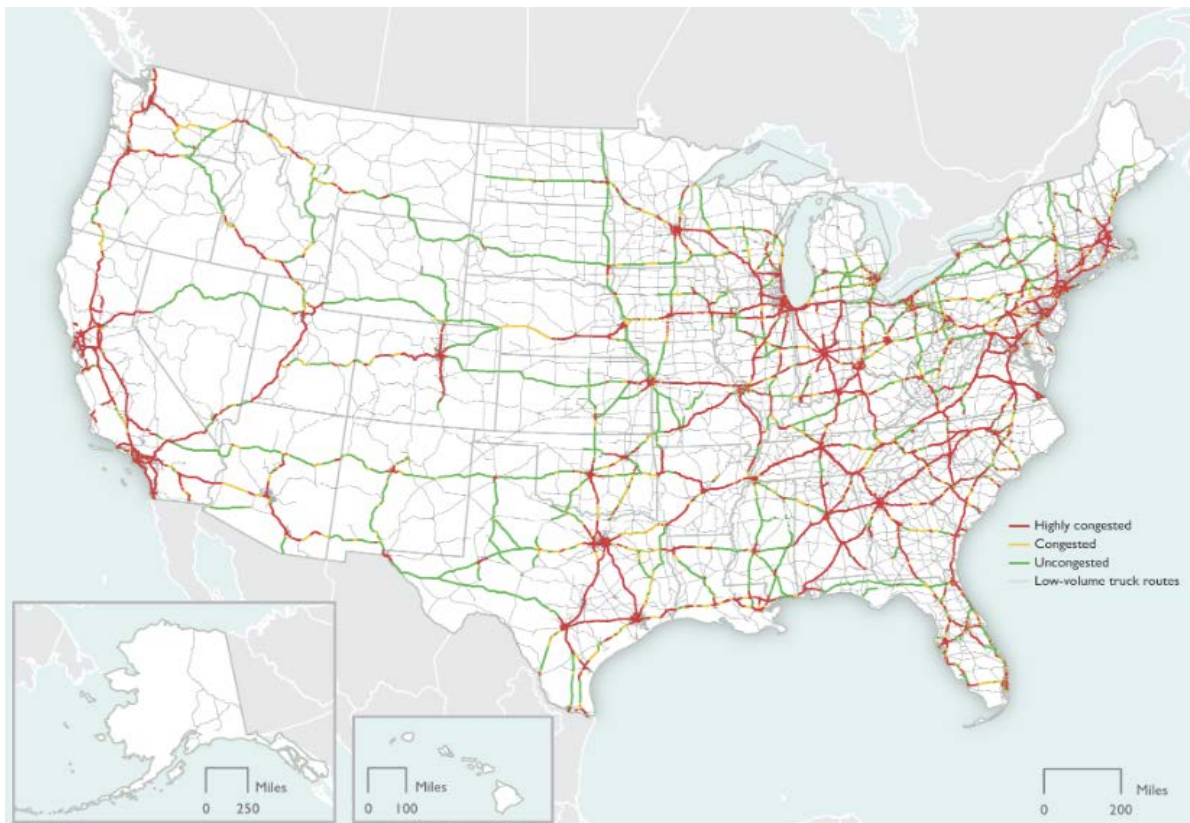 Highly congested
Congested
Uncongested
Low-volume truck routes
Miles
0 250
Miles
0 100
Miles
0 200